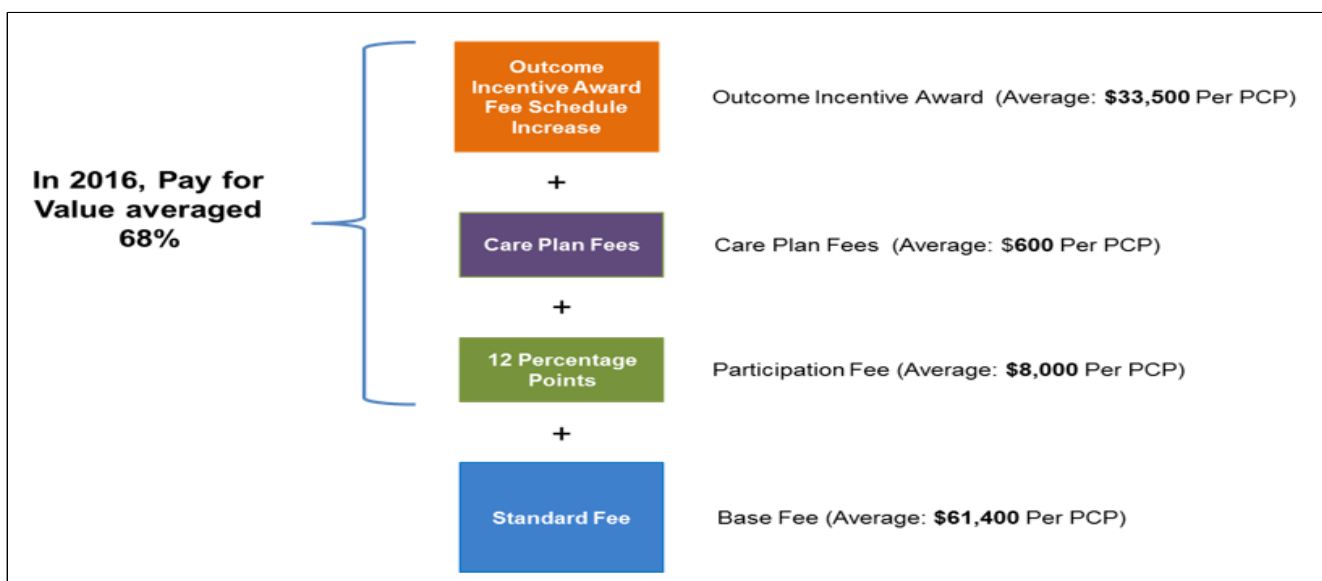 Outcome
Incentive Award
Fee Schedule
Increase
Outcome Incentive Award (Average: $33,500 Per PCP)
+
In 2016, Pay for
Value averaged
68%
Care Plan Fees
Care Plan Fees (Average: $600 Per PCP)
+
12 Percentage
Points
Participation Fee (Average: $8,000 Per PCP)
+
Standard Fee
Base Fee (Average: $61,400 Per PCP)